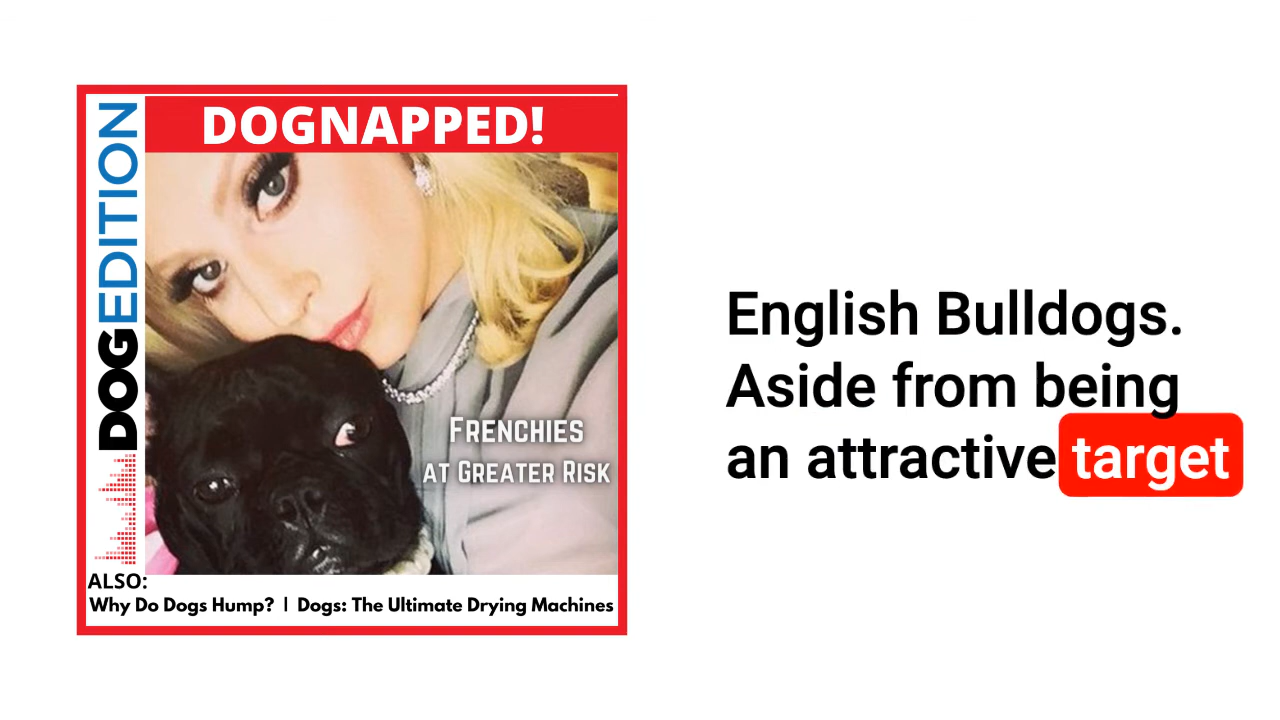 DOGNAPPED!
DOGEDITION
FRENCHIES
AT GREATER RISK
ALSO:
Why Do Dogs Hump? | Dogs: The Ultimate Drying Machines
English Bulldogs.
Aside from being
an attractive target